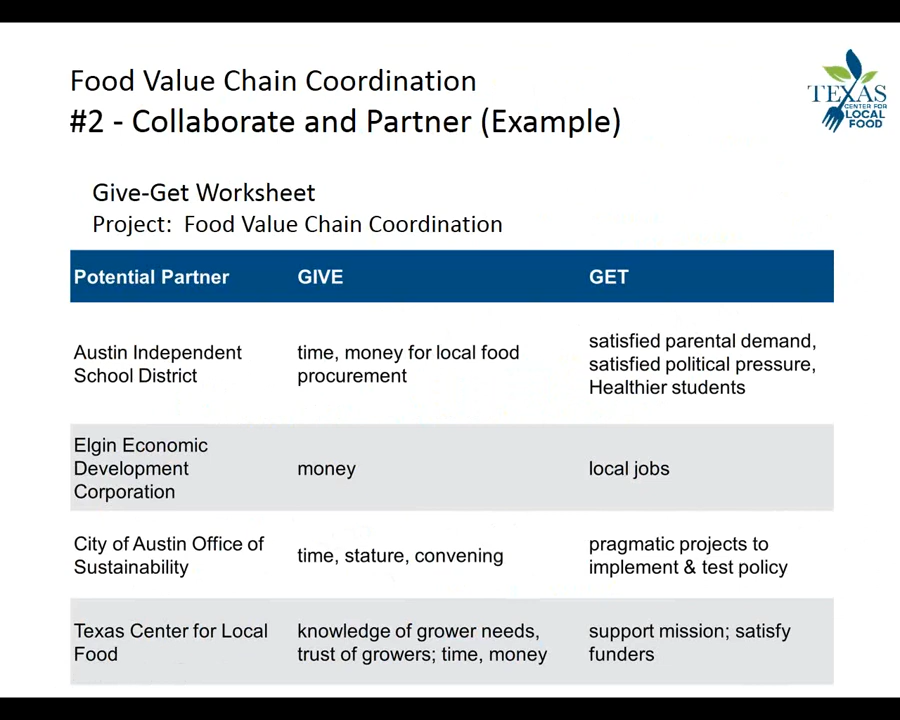 Food Value Chain Coordination
#2 - Collaborate and Partner (Example)
TEXAS
CENTER FOR
LOCAL
FOOD
Give-Get Worksheet
Project: Food Value Chain Coordination
Potential Partner GIVE GET
Austin Independent
School District
time, money for local food
procurement
satisfied parental demand,
satisfied political pressure,
Healthier students
Elgin Economic
Development
Corporation
money
local jobs
City of Austin Office of
Sustainability
time, stature, convening
pragmatic projects to
implement & test policy
Texas Center for Local
Food
knowledge of grower needs,
trust of growers; time, money
support mission; satisfy
funders